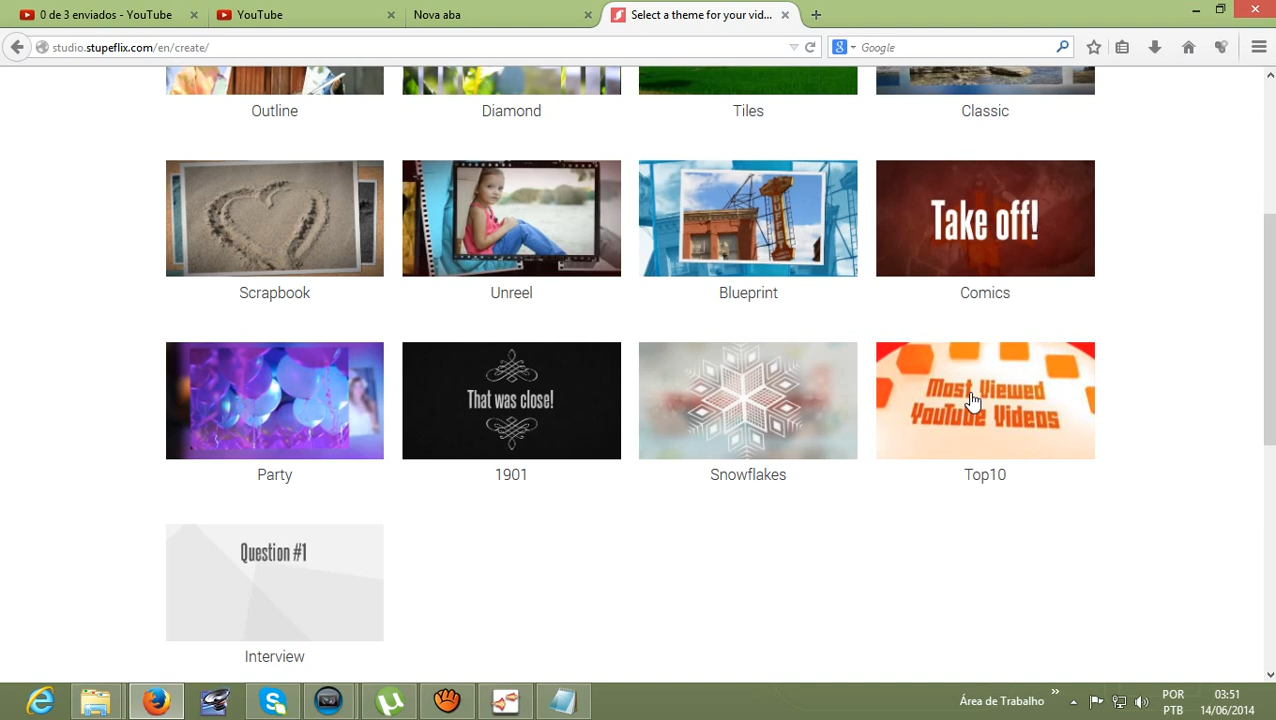 0 de 3 enviados - YouTube
YouTube
Nova aba
Select a theme for your vid...
studio.stupeflix.com/en/create/
Google
Outline
Diamond
Tiles
Classic
Take off!
Scrapbook
Unreel
Blueprint
Comics
That was close!
Most Viewed
YouTube Videos
Party
1901
Snowflakes
Top10
Question #1
Interview
Área de Trabalho
POR
PTB
03:51
14/06/2014